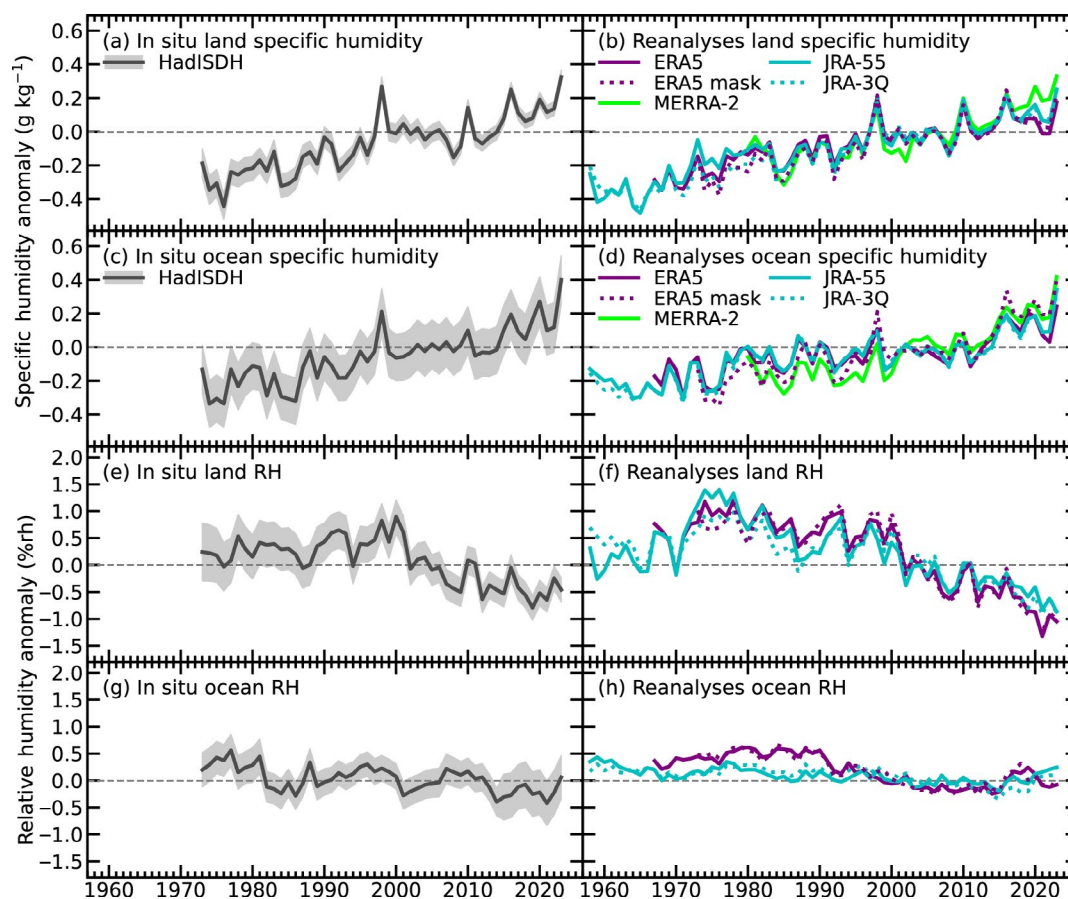 Specific humidity anomaly (g kg⁻¹)
(a) In situ land specific humidity
HadISDH
0.6
0.4
0.2
0.0
−0.2
−0.4
(b) Reanalyses land specific humidity
ERA5
ERA5 mask
MERRA-2
JRA-55
JRA-3Q
(c) In situ ocean specific humidity
HadISDH
0.6
0.4
0.2
0.0
−0.2
−0.4
(d) Reanalyses ocean specific humidity
ERA5
ERA5 mask
MERRA-2
JRA-55
JRA-3Q
Relative humidity anomaly (%rh)
(e) In situ land RH
2.0
1.5
1.0
0.5
0.0
−0.5
−1.0
−1.5
(f) Reanalyses land RH
(g) In situ ocean RH
2.0
1.5
1.0
0.5
0.0
−0.5
−1.0
−1.5
(h) Reanalyses ocean RH
1960 1970 1980 1990 2000 2010 2020
1960 1970 1980 1990 2000 2010 2020